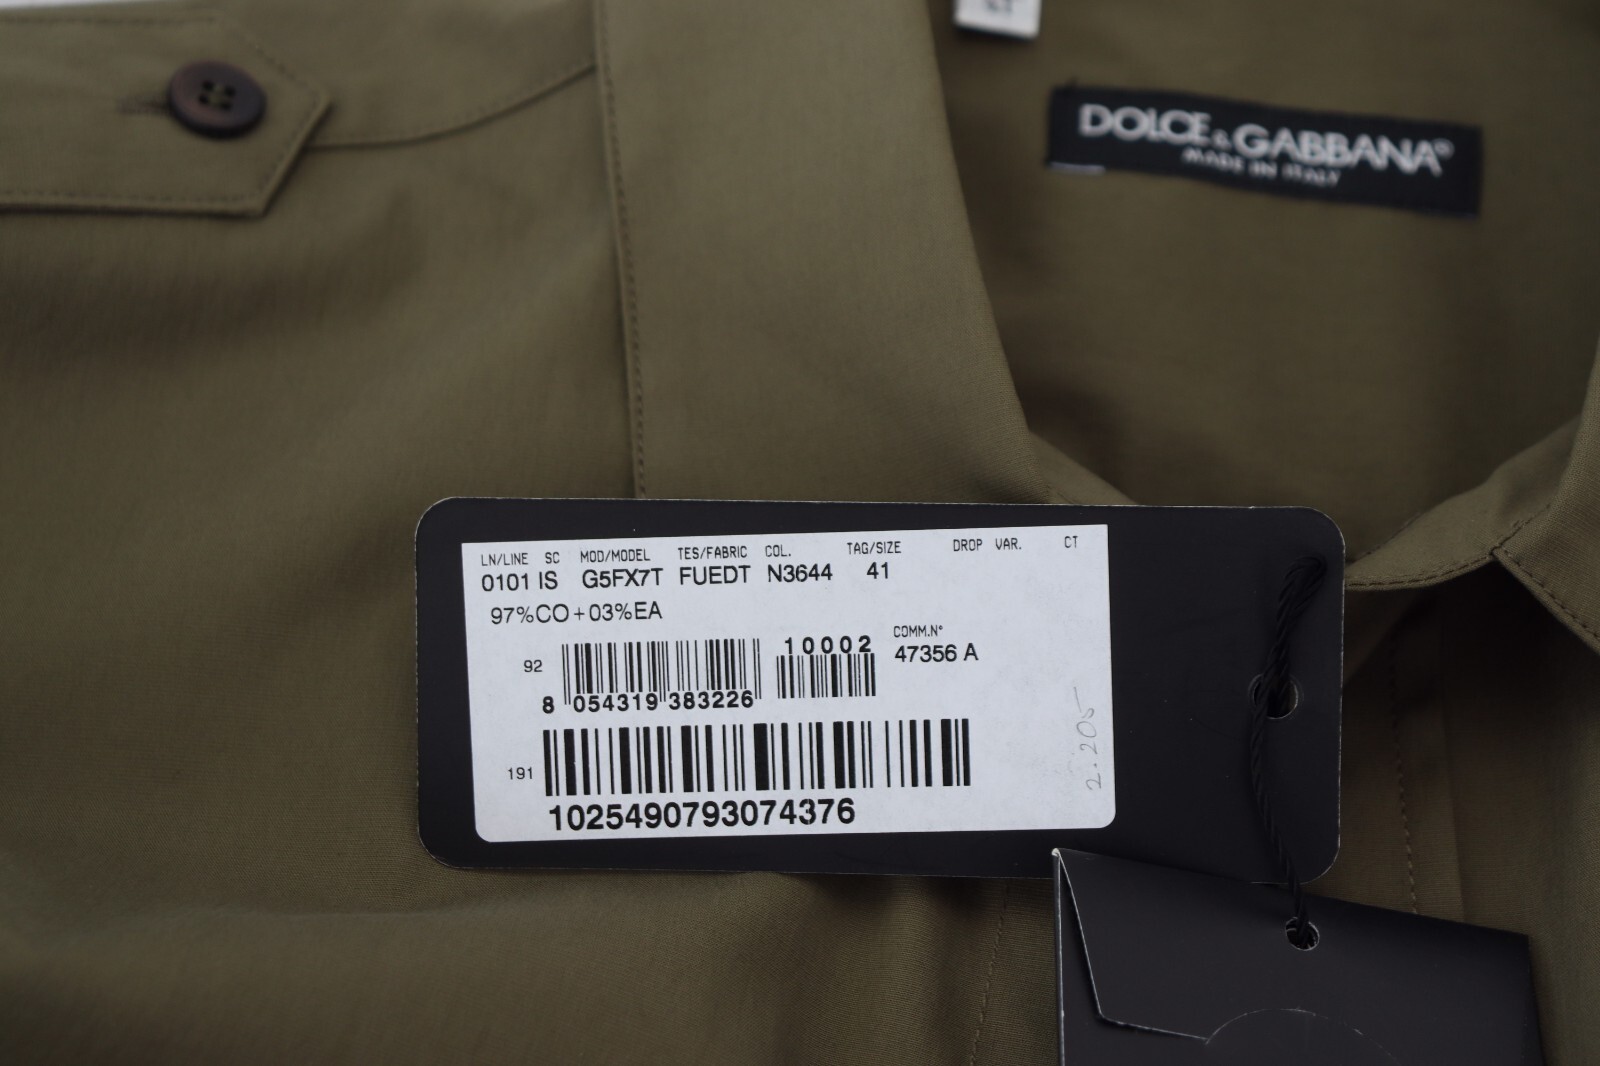 DOLCE & GABBANA®
MADE IN ITALY
LN/LINE SC MOD/MODEL TES/FABRIC COL. TAG/SIZE DROP VAR. CT
0101 IS G5FX7T FUEDT N3644 41
97%CO+03%EA
10002
COMM.N°
47356 A
92
8 054319 383226
191
1025490793074376
2.205